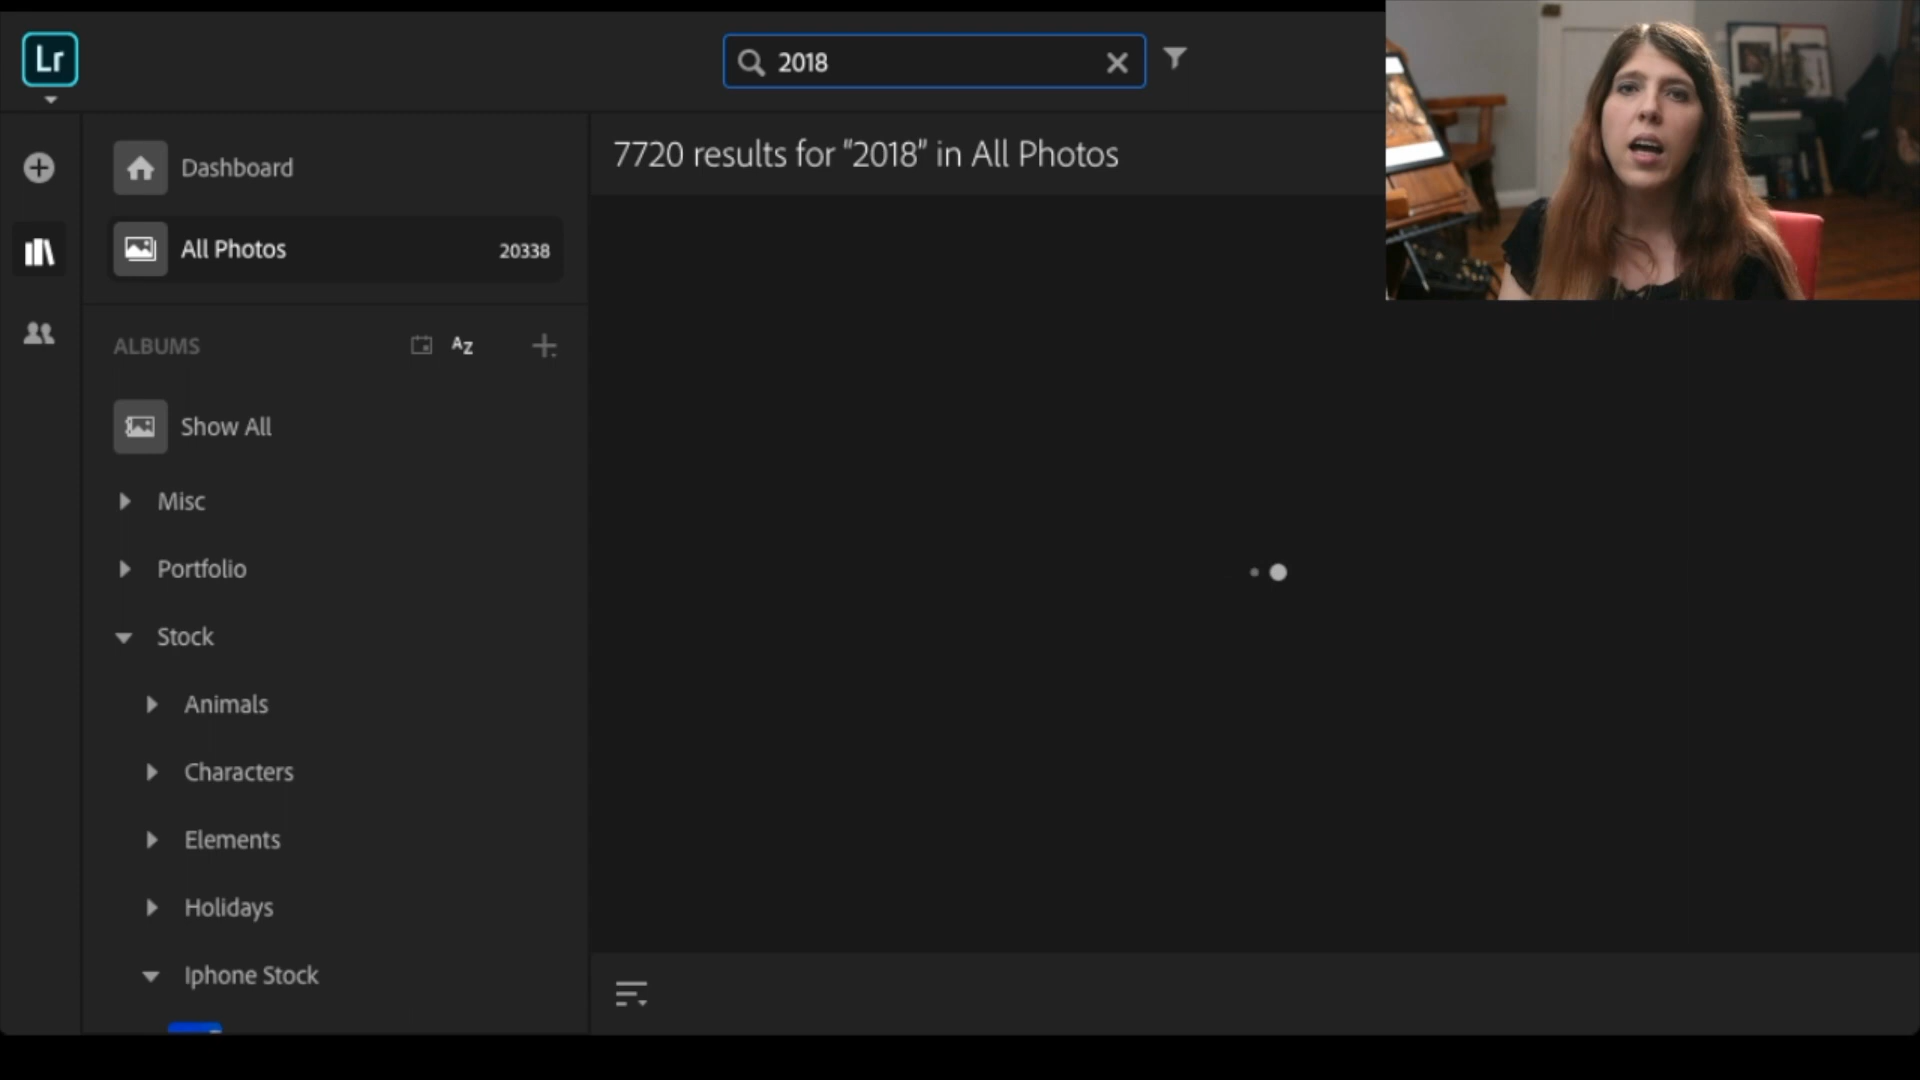 Lr
2018
7720 results for “2018” in All Photos
Dashboard
All Photos 20338
ALBUMS
AZ
Show All
Misc
Portfolio
Stock
Animals
Characters
Elements
Holidays
Iphone Stock